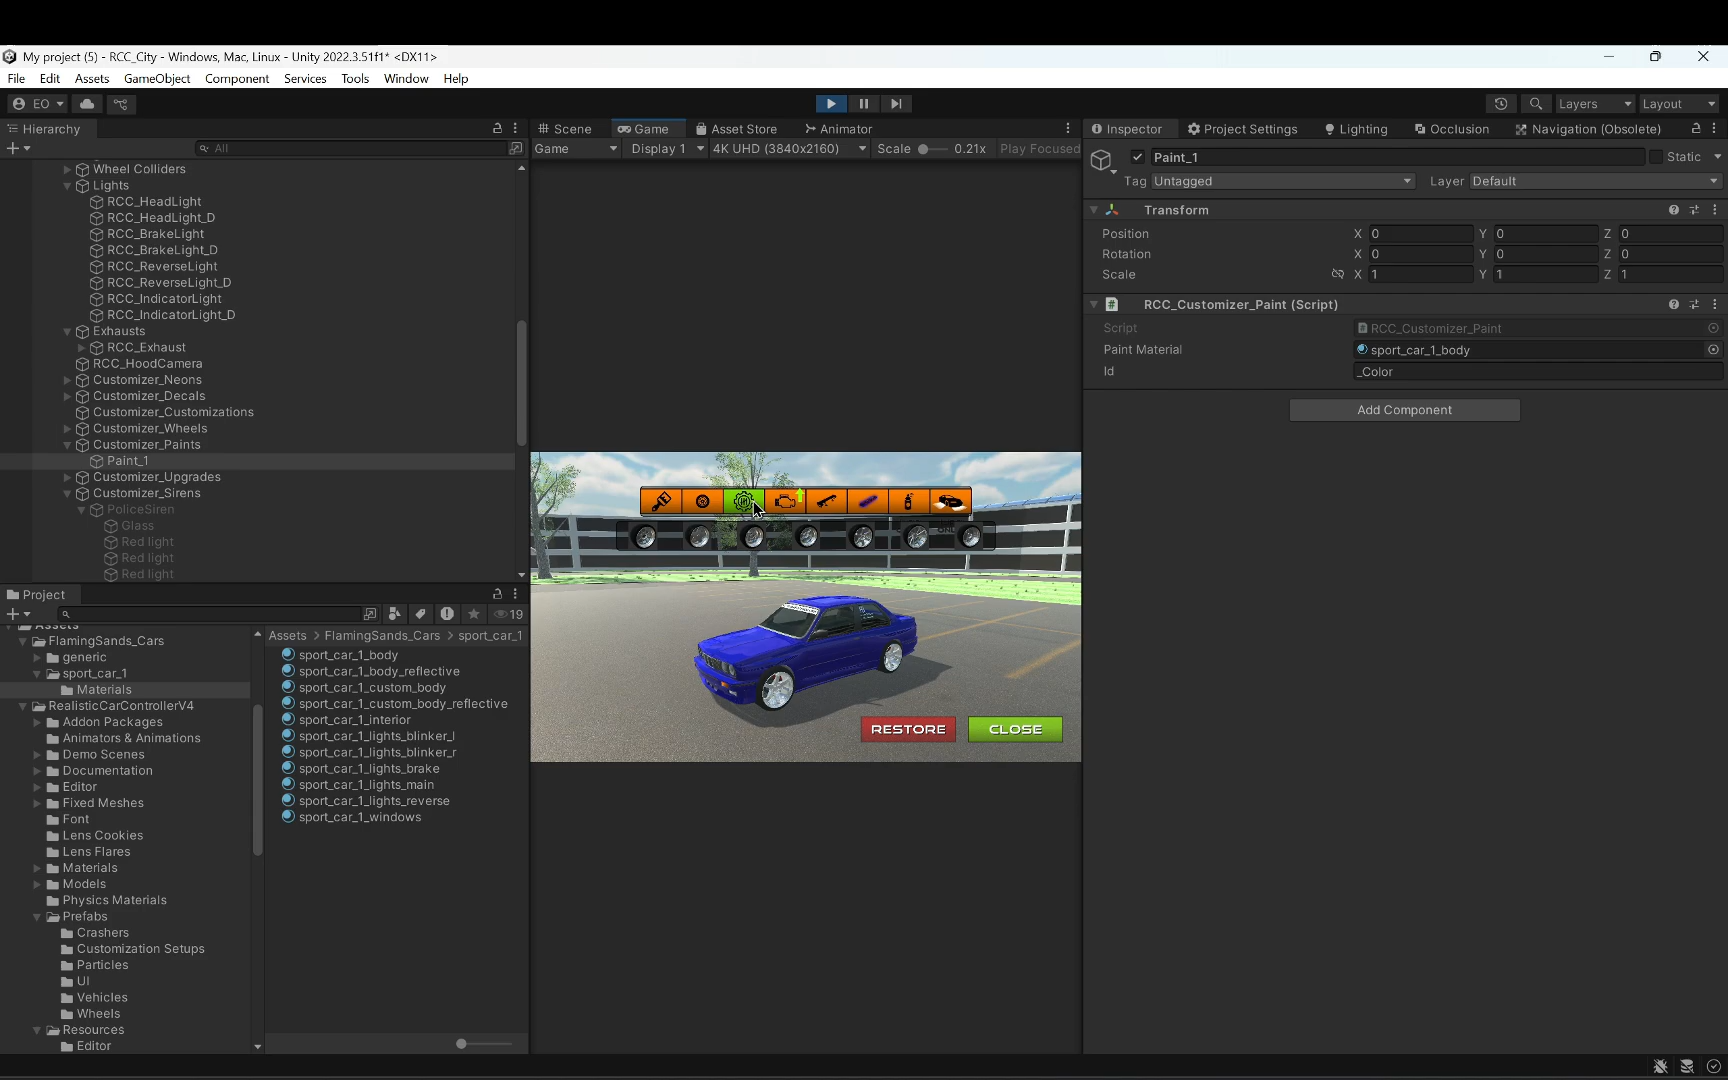 My project (5) - RCC_City - Windows, Mac, Linux - Unity 2022.3.51f1* <DX11>
File Edit Assets GameObject Component Services Tools Window Help
EO Layers Layout
Hierarchy
All
Wheel Colliders
Lights
RCC_HeadLight
RCC_HeadLight_D
RCC_BrakeLight
RCC_BrakeLight_D
RCC_ReverseLight
RCC_ReverseLight_D
RCC_IndicatorLight
RCC_IndicatorLight_D
Exhausts
RCC_Exhaust
RCC_HoodCamera
Customizer_Neons
Customizer_Decals
Customizer_Customizations
Customizer_Wheels
Customizer_Paints
Paint_1
Customizer_Upgrades
Customizer_Sirens
PoliceSiren
Glass
Red light
Red light
Red light
Project
19
Assets
FlamingSands_Cars
generic
sport_car_1
Materials
RealisticCarControllerV4
Addon Packages
Animators & Animations
Demo Scenes
Documentation
Editor
Fixed Meshes
Font
Lens Cookies
Lens Flares
Materials
Models
Physics Materials
Prefabs
Crashers
Customization Setups
Particles
UI
Vehicles
Wheels
Resources
Editor
Assets > FlamingSands_Cars > sport_car_1
sport_car_1_body
sport_car_1_body_reflective
sport_car_1_custom_body
sport_car_1_custom_body_reflective
sport_car_1_interior
sport_car_1_lights_blinker_l
sport_car_1_lights_blinker_r
sport_car_1_lights_brake
sport_car_1_lights_main
sport_car_1_lights_reverse
sport_car_1_windows
Scene Game Asset Store Animator
Game Display 1 4K UHD (3840x2160) Scale 0.21x Play Focused
RESTORE CLOSE
Inspector Project Settings Lighting Occlusion Navigation (Obsolete)
Paint_1 Static
Tag Untagged Layer Default
Transform
Position X 0 Y 0 Z 0
Rotation X 0 Y 0 Z 0
Scale X 1 Y 1 Z 1
RCC_Customizer_Paint (Script)
Script RCC_Customizer_Paint
Paint Material sport_car_1_body
Id _Color
Add Component